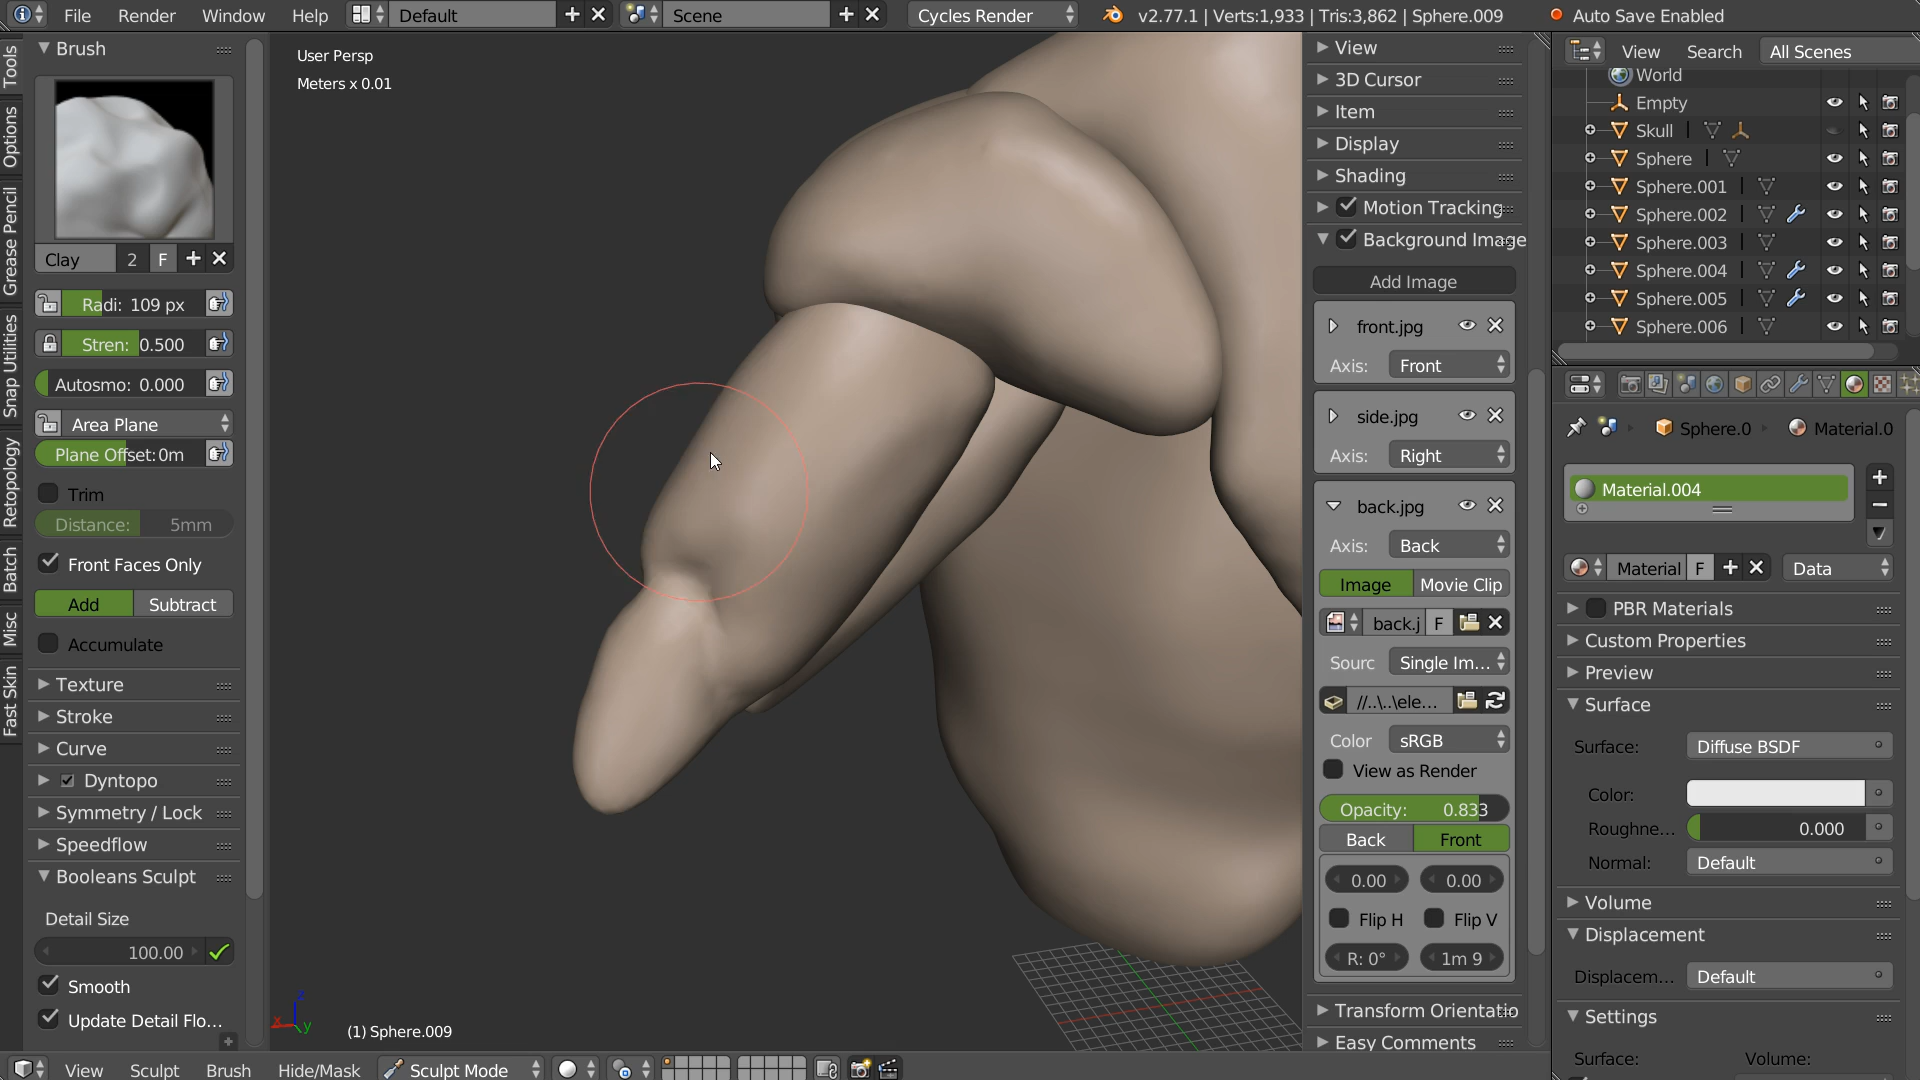 File Render Window Help Default Scene Cycles Render v2.77.1 | Verts:1,933 | Tris:3,862 | Sphere.009 Auto Save Enabled
Tools
Options
Grease Pencil
Snap Utilities
Retopology
Batch
Misc
Fast Skin
Brush
Clay 2 F
Radi: 109 px
Stren: 0.500
Autosmo: 0.000
Area Plane
Plane Offset: 0m
Trim
Distance: 5mm
Front Faces Only
Add Subtract
Accumulate
Texture
Stroke
Curve
Dyntopo
Symmetry / Lock
Speedflow
Booleans Sculpt
Detail Size
100.00
Smooth
Update Detail Flo...
User Persp
Meters x 0.01
z
x
y
(1) Sphere.009
View Sculpt Brush Hide/Mask Sculpt Mode
View
3D Cursor
Item
Display
Shading
Motion Tracking
Background Image
Add Image
front.jpg
Axis: Front
side.jpg
Axis: Right
back.jpg
Axis: Back
Image Movie Clip
back.j F
Sourc Single Im...
//..\..\ele...
Color sRGB
View as Render
Opacity: 0.833
Back Front
0.00 0.00
Flip H Flip V
R: 0° 1m 9
Transform Orientatio
Easy Comments
View Search All Scenes
World
Empty
Skull
Sphere
Sphere.001
Sphere.002
Sphere.003
Sphere.004
Sphere.005
Sphere.006
Sphere.0 Material.0
Material.004
Material F Data
PBR Materials
Custom Properties
Preview
Surface
Surface: Diffuse BSDF
Color:
Roughne... 0.000
Normal: Default
Volume
Displacement
Displacem... Default
Settings
Surface: Volume: